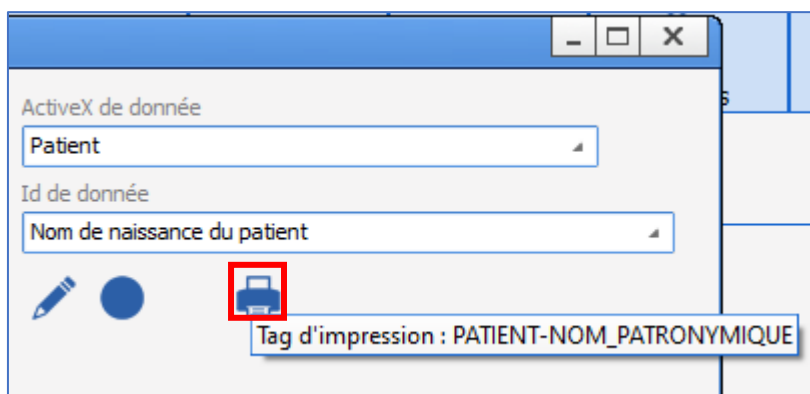 ActiveX de donnée
Patient
Id de donnée
Nom de naissance du patient
Tag d'impression : PATIENT-NOM_PATRONYMIQUE